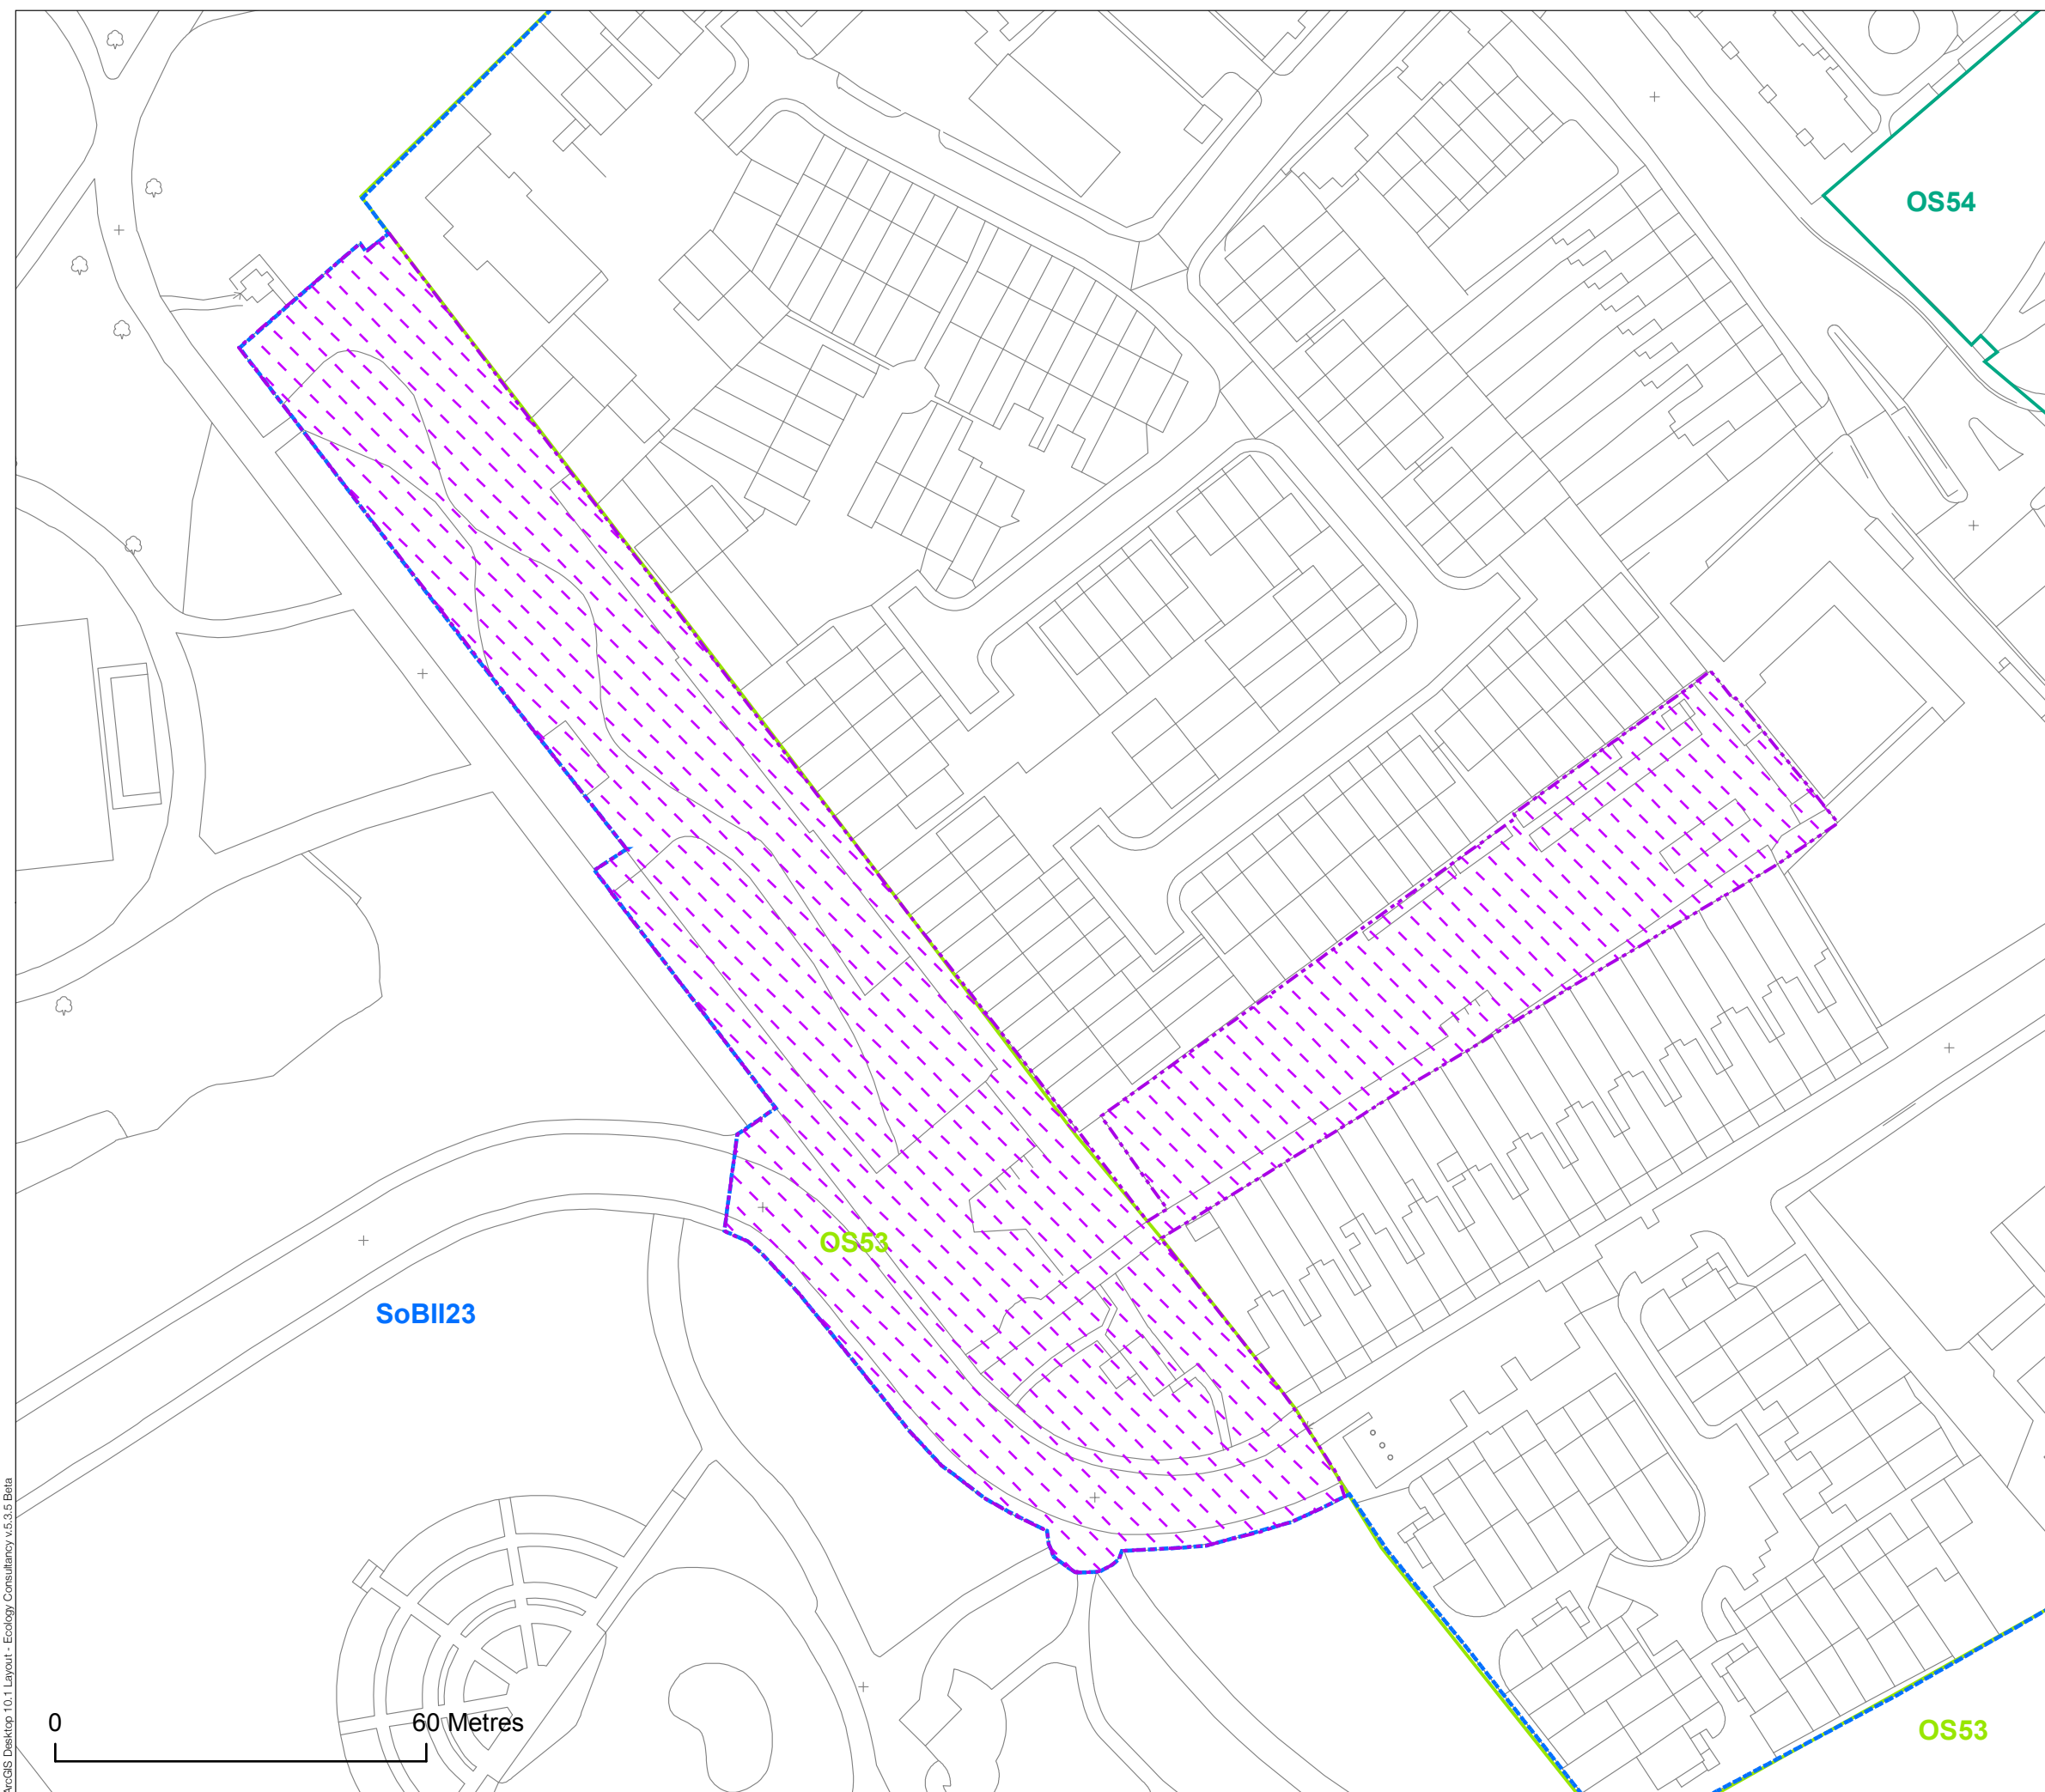 OS54
OS53
SoBII23
0 60 Metres
OS53
ArcGIS Desktop 10.1 Layout - Ecology Consultancy v.5.3.5 Beta